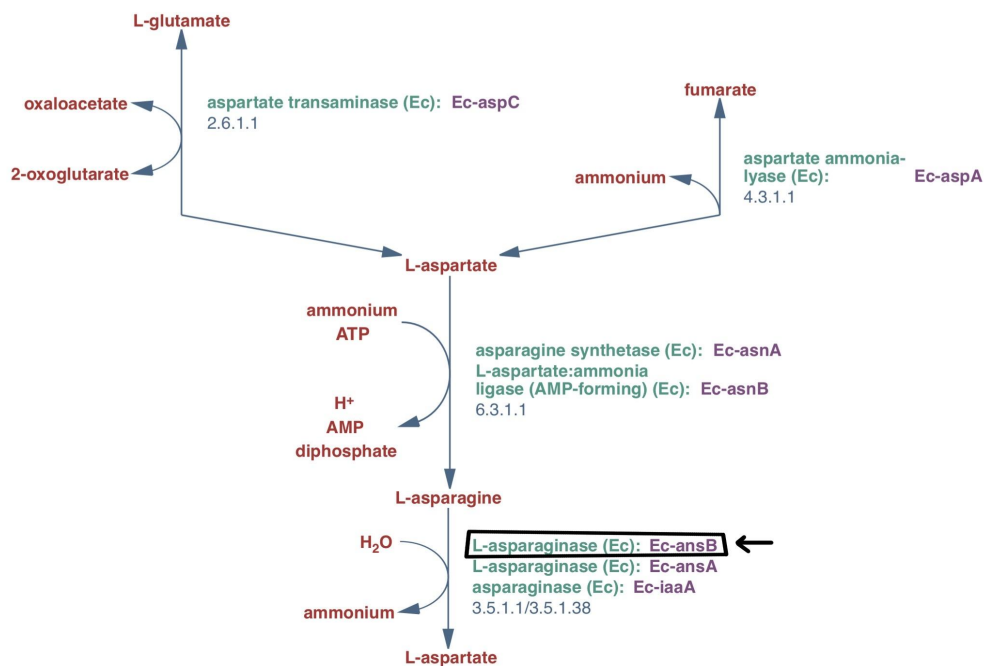 L-glutamate
oxaloacetate
aspartate transaminase (Ec): Ec-aspC
2.6.1.1
2-oxoglutarate
fumarate
aspartate ammonia-
lyase (Ec): Ec-aspA
4.3.1.1
ammonium
L-aspartate
ammonium
ATP
asparagine synthetase (Ec): Ec-asnA
L-aspartate:ammonia
ligase (AMP-forming) (Ec): Ec-asnB
6.3.1.1
H⁺
AMP
diphosphate
L-asparagine
H₂O
L-asparaginase (Ec): Ec-ansB
L-asparaginase (Ec): Ec-ansA
asparaginase (Ec): Ec-iaaA
3.5.1.1/3.5.1.38
ammonium
L-aspartate